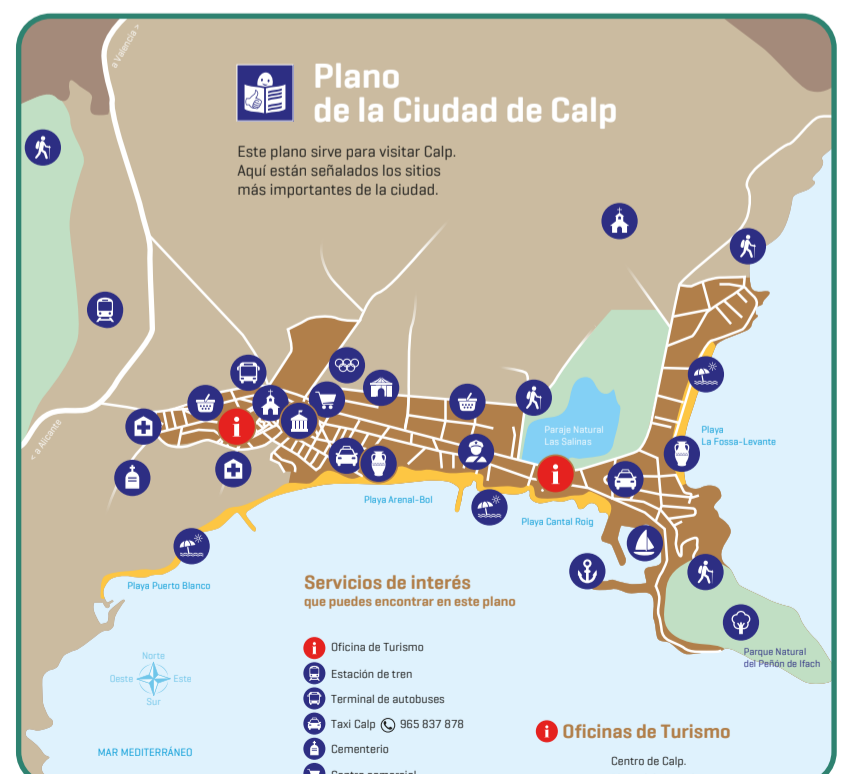 a Valencia >
Plano
de la Ciudad de Calp
Este plano sirve para visitar Calp.
Aquí están señalados los sitios
más importantes de la ciudad.
< a Alicante
Paraje Natural
Las Salinas
Playa
La Fossa-Levante
Playa Arenal-Bol
Playa Cantal Roig
Playa Puerto Blanco
Parque Natural
del Peñón de Ifach
Norte
Oeste
Este
Sur
MAR MEDITERRÁNEO
Servicios de interés
que puedes encontrar en este plano
Oficina de Turismo
Estación de tren
Terminal de autobuses
Taxi Calp 965 837 878
Cementerio
Centro comercial
Oficinas de Turismo
Centro de Calp.